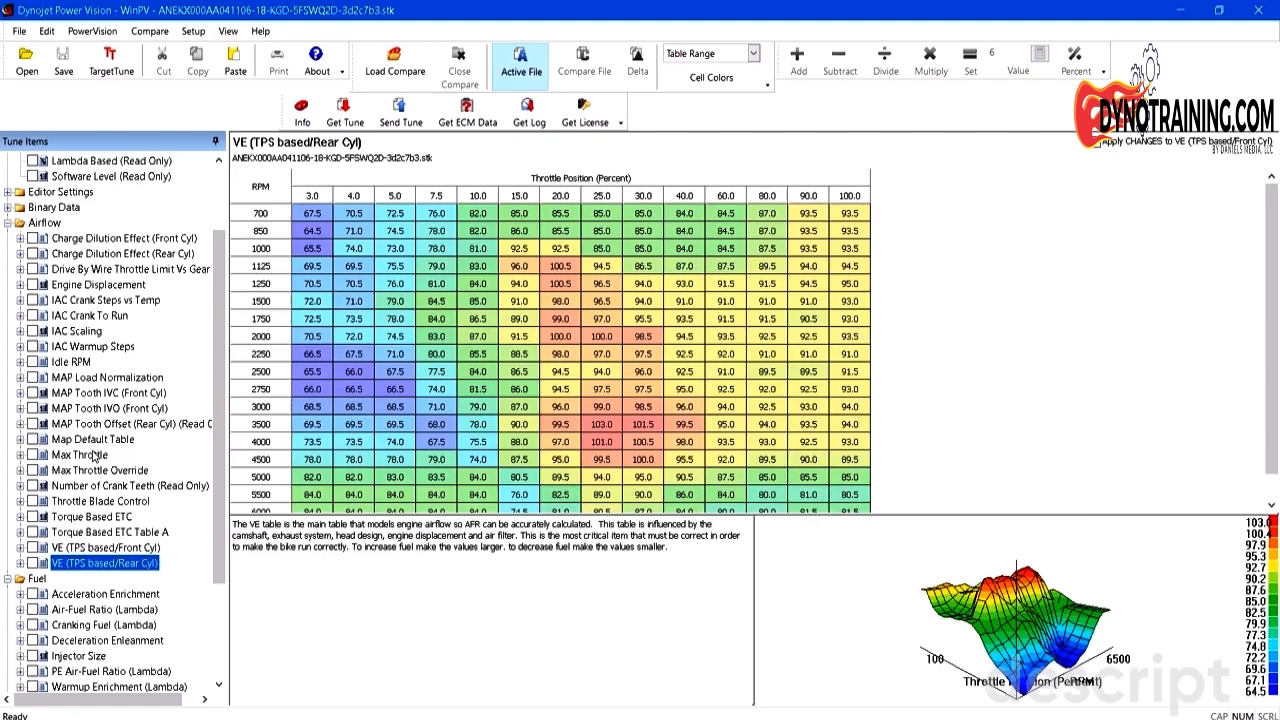 Dynojet Power Vision - WinPV - ANEKX000AA041106-18-KGD-5FSWQ2D-3d2c7b3.stk
File Edit PowerVision Compare Setup View Help
Open Save TargetTune Cut Copy Paste Print About Load Compare Close Compare Active File Compare File Delta Table Range Cell Colors Add Subtract Divide Multiply Set 6 Value Percent
Info Get Tune Send Tune Get ECM Data Get Log Get License
DYNOTRAINING.COM
BY DANIELS MEDIA, LLC
Apply CHANGES to VE (TPS based/Front Cyl)
Tune Items
Lambda Based (Read Only)
Software Level (Read Only)
Editor Settings
Binary Data
Airflow
Charge Dilution Effect (Front Cyl)
Charge Dilution Effect (Rear Cyl)
Drive By Wire Throttle Limit Vs Gear
Engine Displacement
IAC Crank Steps vs Temp
IAC Crank To Run
IAC Scaling
IAC Warmup Steps
Idle RPM
MAP Load Normalization
MAP Tooth IVC (Front Cyl)
MAP Tooth IVO (Front Cyl)
MAP Tooth Offset (Rear Cyl) (Read C
Map Default Table
Max Throttle
Max Throttle Override
Number of Crank Teeth (Read Only)
Throttle Blade Control
Torque Based ETC
Torque Based ETC Table A
VE (TPS based/Front Cyl)
VE (TPS based/Rear Cyl)
Fuel
Acceleration Enrichment
Air-Fuel Ratio (Lambda)
Cranking Fuel (Lambda)
Deceleration Enleanment
Injector Size
PE Air-Fuel Ratio (Lambda)
Warmup Enrichment (Lambda)
VE (TPS based/Rear Cyl)
ANEKX000AA041106-18-KGD-5FSWQ2D-3d2c7b3.stk
Throttle Position (Percent)
RPM 3.0 4.0 5.0 7.5 10.0 15.0 20.0 25.0 30.0 40.0 60.0 80.0 90.0 100.0
700 67.5 70.5 72.5 76.0 82.0 85.0 85.5 85.0 85.0 84.0 84.5 87.0 93.5 93.5
850 64.5 71.0 74.5 78.0 82.0 86.0 85.5 85.0 84.0 84.0 84.5 87.0 93.5 93.5
1000 65.5 74.0 73.0 78.0 81.0 92.5 92.5 85.0 85.0 84.0 84.5 87.5 93.5 93.5
1125 69.5 69.5 75.5 79.0 83.0 96.0 100.5 94.5 86.5 87.0 87.5 89.5 94.0 94.5
1250 70.5 70.5 76.0 81.0 84.0 94.0 100.5 96.5 94.0 93.0 91.5 91.5 94.5 95.0
1500 72.0 71.0 79.0 84.5 85.0 91.0 98.0 96.5 94.0 91.0 91.0 91.0 91.0 93.0
1750 72.5 73.5 78.0 84.0 86.5 89.0 99.0 97.0 95.5 93.5 91.5 91.5 90.5 93.0
2000 70.5 72.0 74.5 83.0 87.0 91.5 100.0 100.0 98.5 94.5 93.5 92.5 92.5 93.5
2250 66.5 67.5 71.0 80.0 85.5 88.5 98.0 97.0 97.5 92.5 92.0 91.0 91.0 91.0
2500 65.5 66.0 67.5 77.5 84.0 86.5 94.5 94.0 96.0 92.5 91.0 89.5 89.5 91.5
2750 66.0 66.5 66.5 74.0 81.5 86.0 94.5 97.5 97.5 95.0 92.5 92.0 92.5 93.0
3000 68.5 68.5 68.5 71.0 79.0 87.0 96.0 99.0 98.5 96.0 94.0 92.5 93.0 94.0
3500 69.5 69.5 69.5 68.0 78.0 90.0 99.5 103.0 101.5 99.5 95.0 94.0 93.5 94.0
4000 73.5 73.5 74.0 67.5 75.5 88.0 97.0 101.0 100.5 98.0 93.5 93.0 92.5 93.0
4500 78.0 78.0 78.0 79.0 74.0 87.5 95.0 99.5 100.0 95.5 92.0 89.5 90.0 89.5
5000 82.0 82.0 83.0 83.5 84.0 80.5 89.5 94.0 95.0 90.5 87.5 85.5 85.5 85.0
5500 84.0 84.0 84.0 84.0 84.0 76.0 82.5 89.0 90.0 86.0 84.0 80.0 81.0 80.5
The VE table is the main table that models engine airflow so AFR can be accurately calculated. This table is influenced by the
camshaft, exhaust system, head design, engine displacement and air filter. This is the most critical item that must be correct in order
to make the bike run correctly. To increase fuel make the values larger. to decrease fuel make the values smaller.
100
6500
103.0
100.4
97.9
95.3
92.7
90.2
87.6
85.0
82.5
79.9
77.3
74.8
72.2
69.6
67.1
64.5
descript
Ready
CAP NUM SCRL